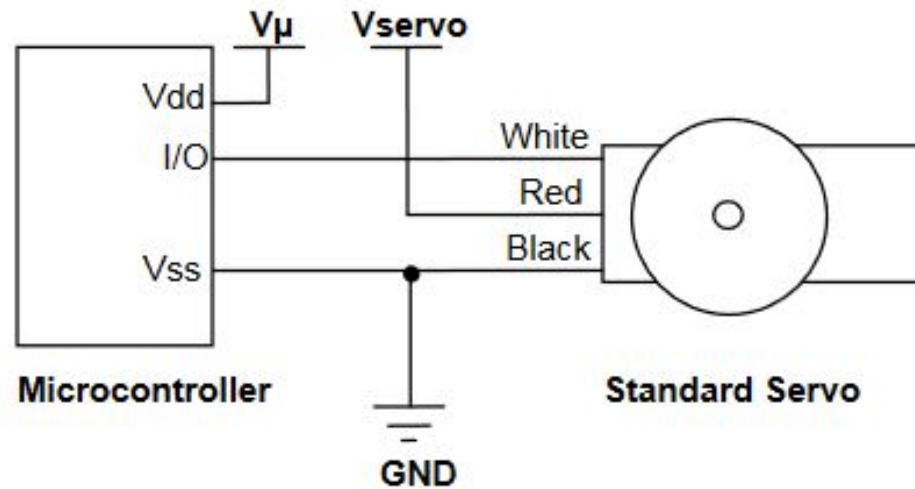 Vµ
Vservo
Vdd
I/O
White
Red
Black
Vss
Microcontroller
Standard Servo
GND